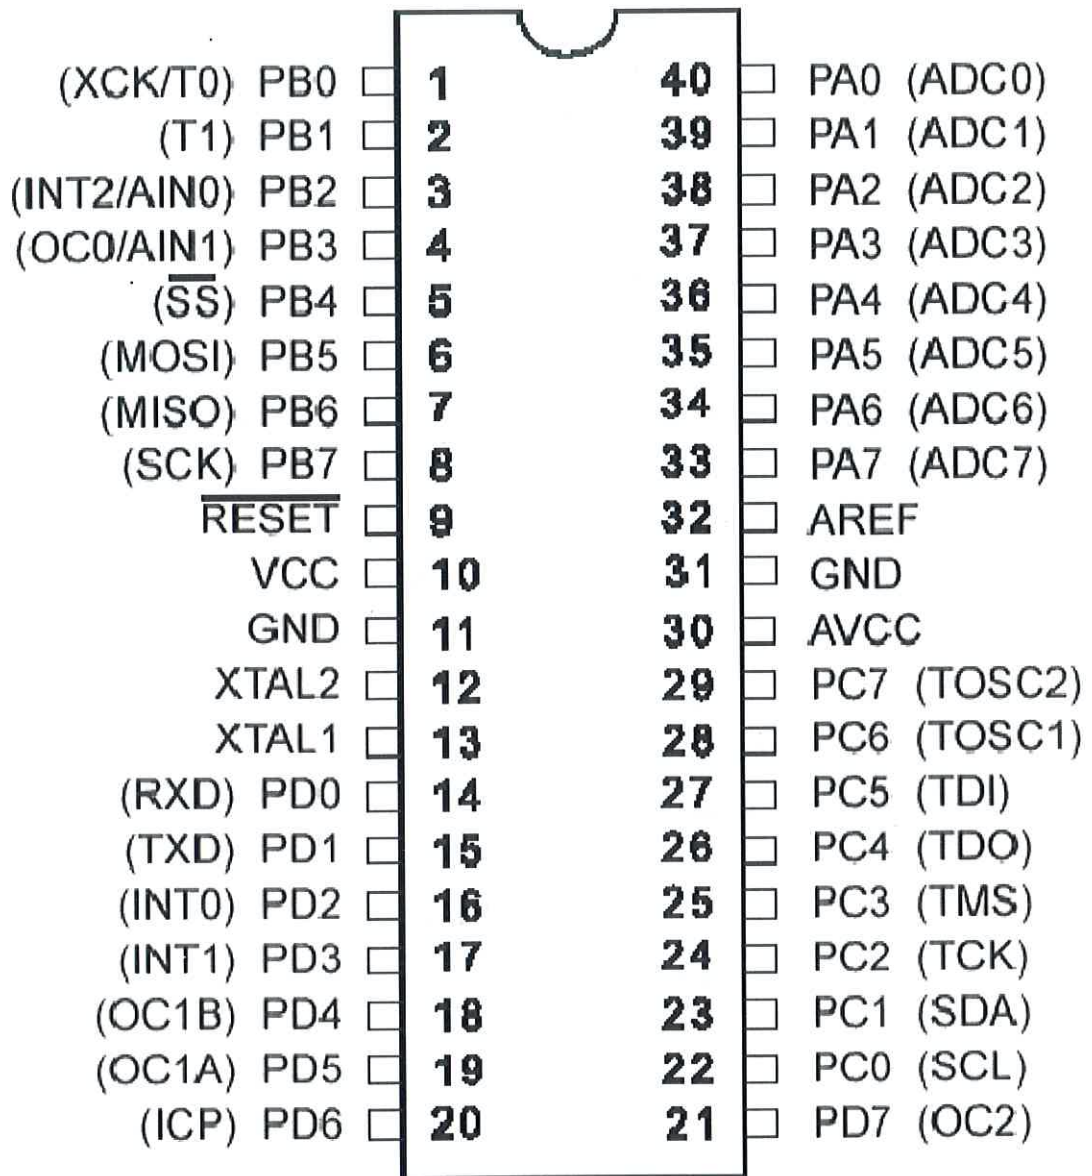 (XCK/T0) PB0 1 40 PA0 (ADC0)
(T1) PB1 2 39 PA1 (ADC1)
(INT2/AIN0) PB2 3 38 PA2 (ADC2)
(OC0/AIN1) PB3 4 37 PA3 (ADC3)
(SS) PB4 5 36 PA4 (ADC4)
(MOSI) PB5 6 35 PA5 (ADC5)
(MISO) PB6 7 34 PA6 (ADC6)
(SCK) PB7 8 33 PA7 (ADC7)
RESET 9 32 AREF
VCC 10 31 GND
GND 11 30 AVCC
XTAL2 12 29 PC7 (TOSC2)
XTAL1 13 28 PC6 (TOSC1)
(RXD) PD0 14 27 PC5 (TDI)
(TXD) PD1 15 26 PC4 (TDO)
(INT0) PD2 16 25 PC3 (TMS)
(INT1) PD3 17 24 PC2 (TCK)
(OC1B) PD4 18 23 PC1 (SDA)
(OC1A) PD5 19 22 PC0 (SCL)
(ICP) PD6 20 21 PD7 (OC2)